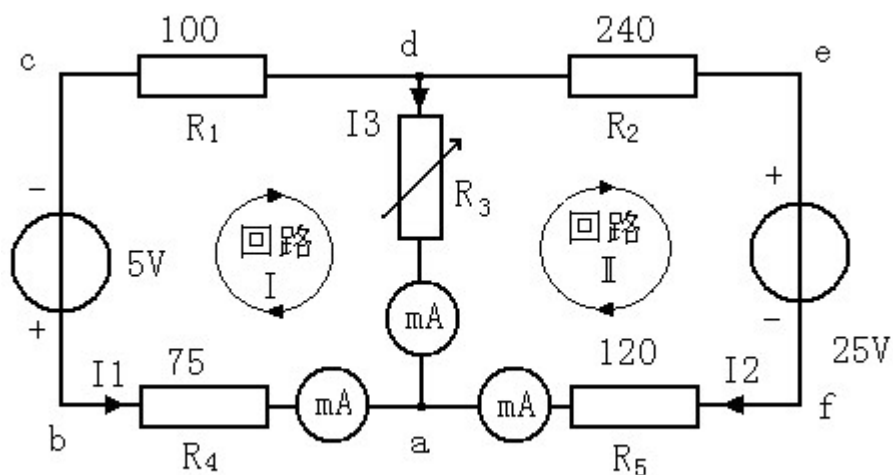 100
d
240
c
e
R1
I3
R2
-
+
R3
回路
I
回路
Ⅱ
5V
mA
+
-
I1
75
120
I2
25V
mA
mA
b
R4
a
R5
f